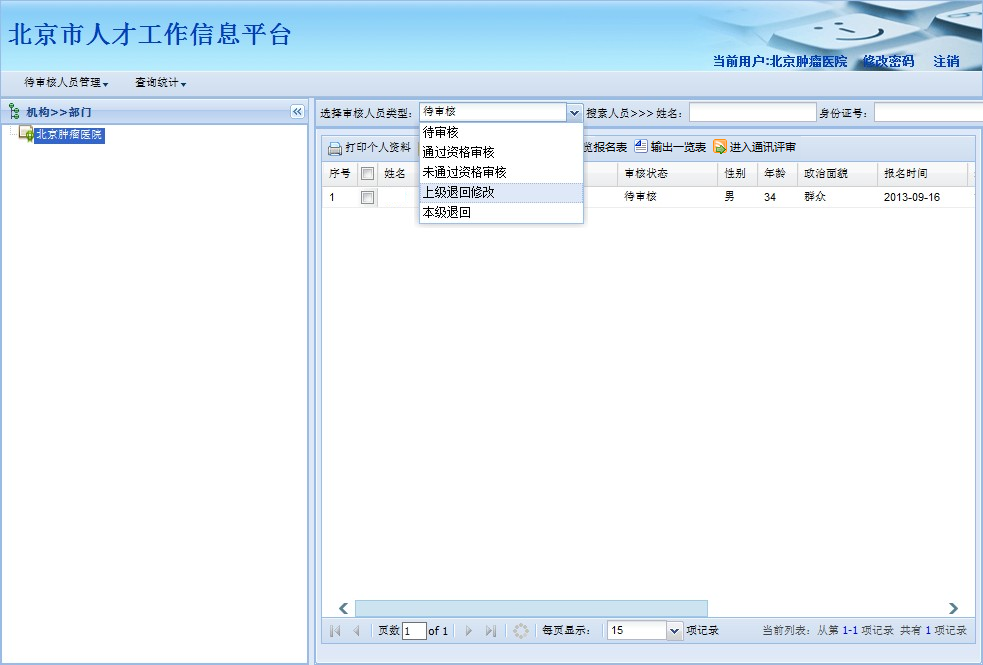 北京市人才工作信息平台
当前用户:北京肿瘤医院 修改密码 注销
待审核人员管理 查询统计
机构>>部门
北京肿瘤医院
选择审核人员类型: 待审核 搜索人员>>> 姓名: 身份证号:
待审核
通过资格审核
未通过资格审核
上级退回修改
本级退回
打印个人资料 览报名表 输出一览表 进入通讯评审
序号 姓名 审核状态 性别 年龄 政治面貌 报名时间
1 待审核 男 34 群众 2013-09-16
页数 1 of 1 每页显示: 15 项记录 当前列表: 从第 1-1 项记录 共有 1 项记录